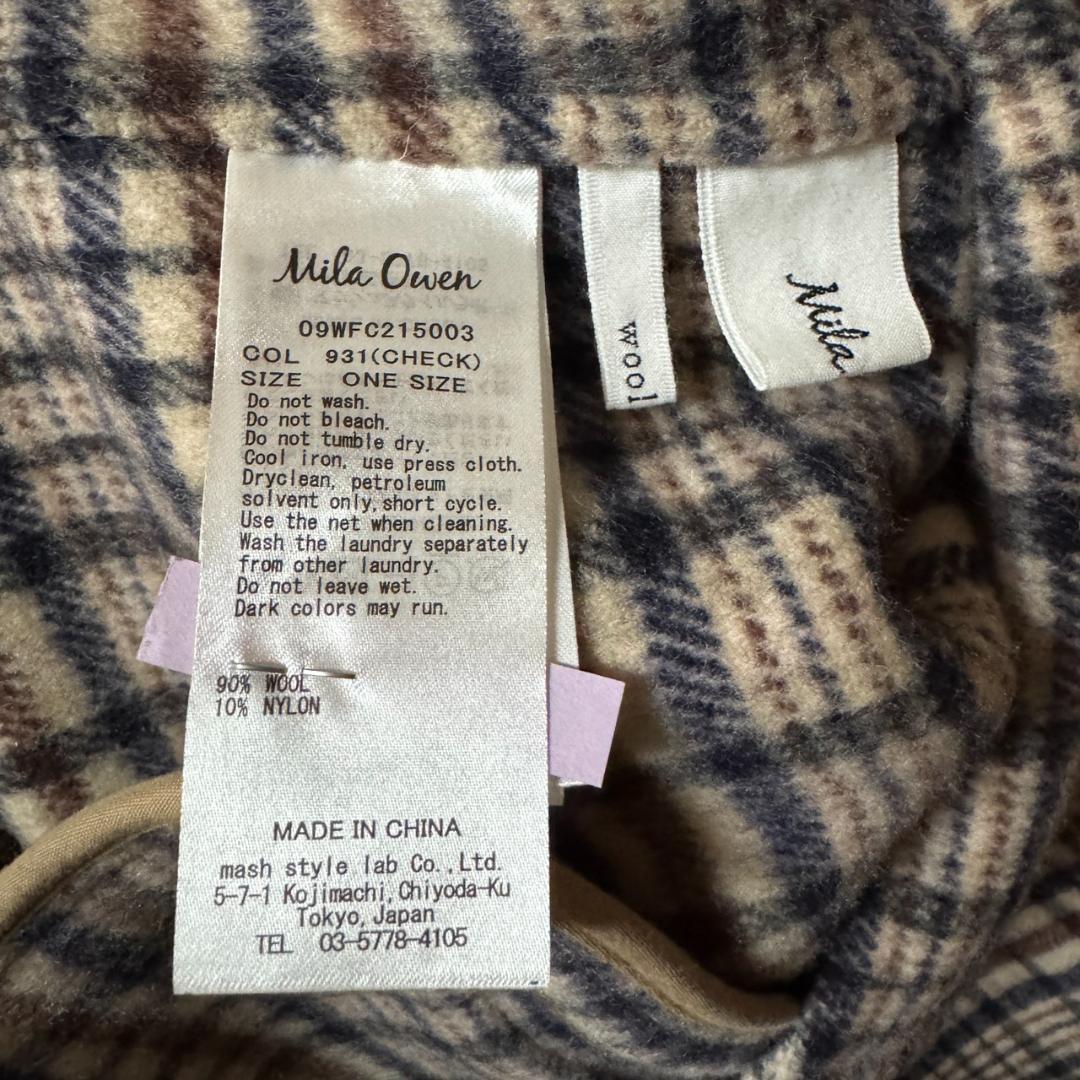 Mila Owen
09WFC215003
COL 931(CHECK)
SIZE ONE SIZE
Do not wash.
Do not bleach.
Do not tumble dry.
Cool iron, use press cloth.
Dryclean, petroleum
solvent only, short cycle.
Use the net when cleaning.
Wash the laundry separately
from other laundry.
Do not leave wet.
Dark colors may run.
90% WOOL
10% NYLON
MADE IN CHINA
mash style lab Co.,Ltd.
5-7-1 Kojimachi, Chiyoda-Ku
Tokyo, Japan
TEL 03-5778-4105
wool
Mila